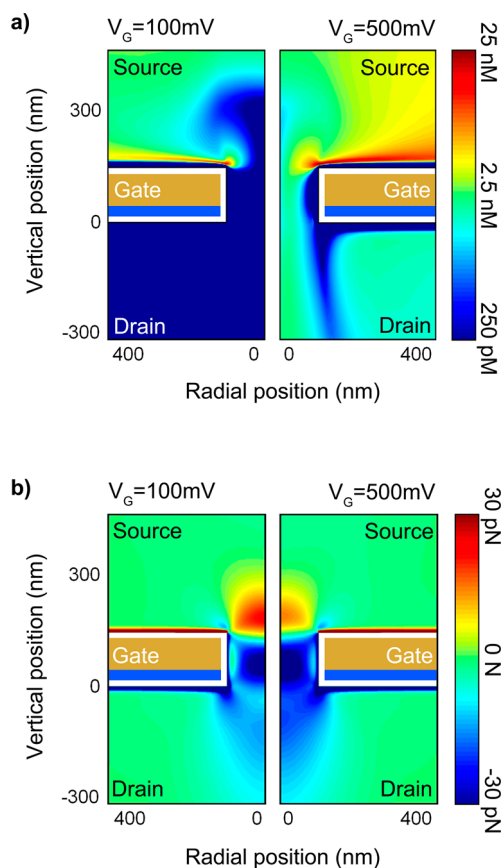 a)
V_G=100mV
V_G=500mV
Source
Source
Gate
Gate
Drain
Drain
Vertical position (nm)
300
0
-300
400
0
0
400
Radial position (nm)
25 nM
2.5 nM
250 pM
b)
V_G=100mV
V_G=500mV
Source
Source
Gate
Gate
Drain
Drain
Vertical position (nm)
300
0
-300
400
0
0
400
Radial position (nm)
30 pN
0 N
-30 pN